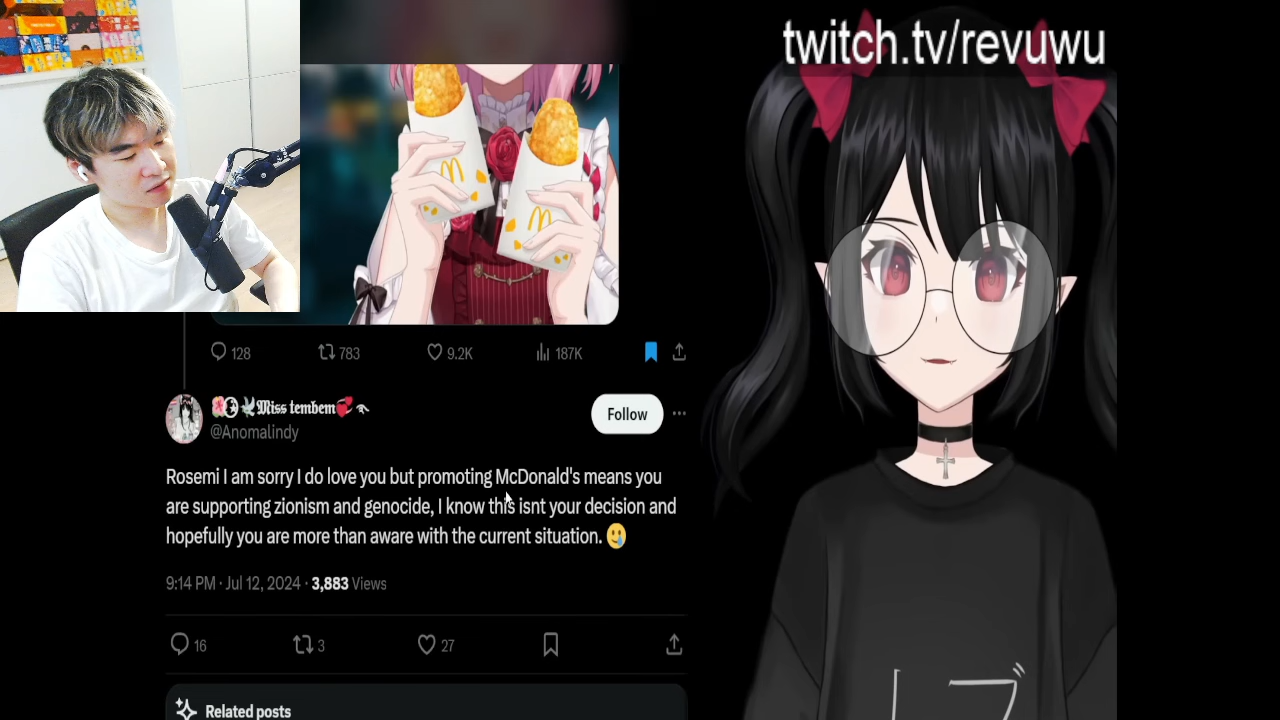 twitch.tv/revuwu
128 783 9.2K 187K
Miss tembem
Follow
@Anomalindy
Rosemi I am sorry I do love you but promoting McDonald's means you
are supporting zionism and genocide, I know this isnt your decision and
hopefully you are more than aware with the current situation. 🥲
9:14 PM · Jul 12, 2024 · 3,883 Views
16 3 27
Related posts